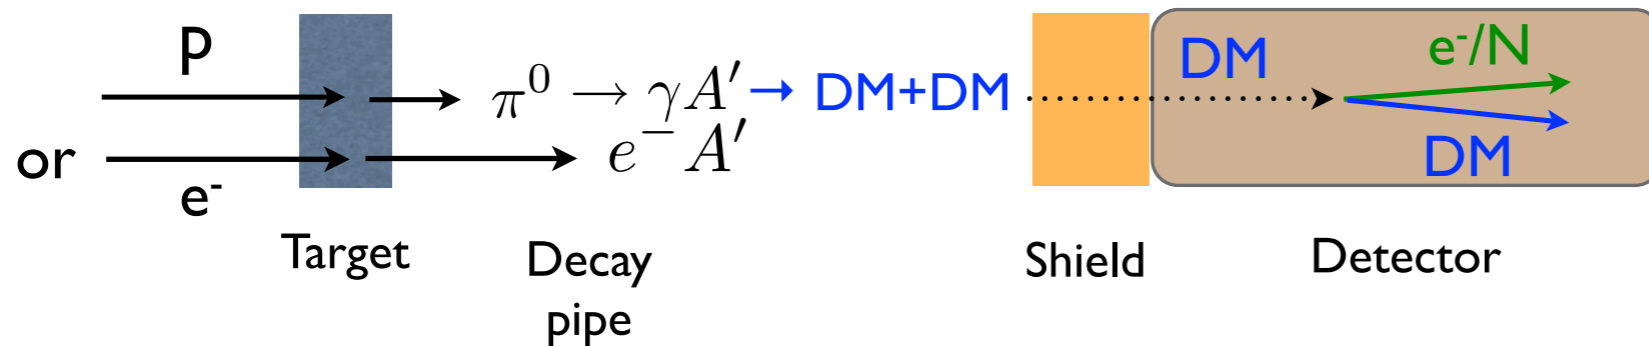 p
π⁰ → γA′ → DM+DM
DM
e⁻/N
or
e⁻
e⁻A′
DM
Target
Decay
pipe
Shield
Detector